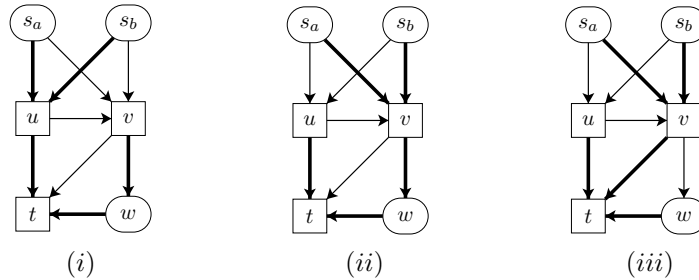 s_a s_b s_a s_b s_a s_b
u v u v u v
t w t w t w
(i) (ii) (iii)